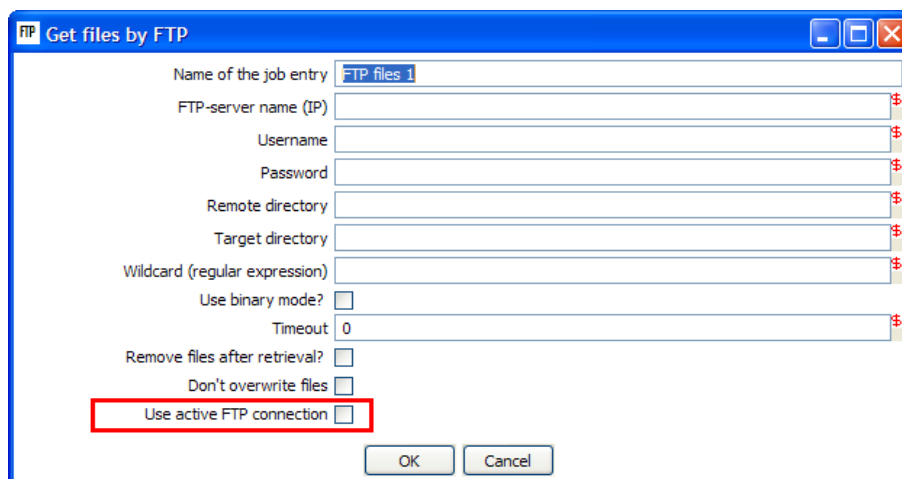 FTP Get files by FTP
Name of the job entry FTP files 1
FTP-server name (IP) $
Username $
Password $
Remote directory $
Target directory $
Wildcard (regular expression) $
Use binary mode?
Timeout 0 $
Remove files after retrieval?
Don't overwrite files
Use active FTP connection
OK Cancel